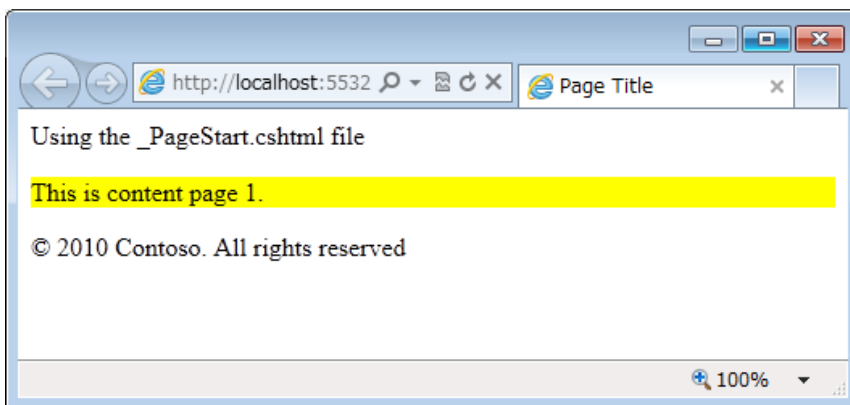 http://localhost:5532
Page Title
Using the _PageStart.cshtml file
This is content page 1.
© 2010 Contoso. All rights reserved
100%